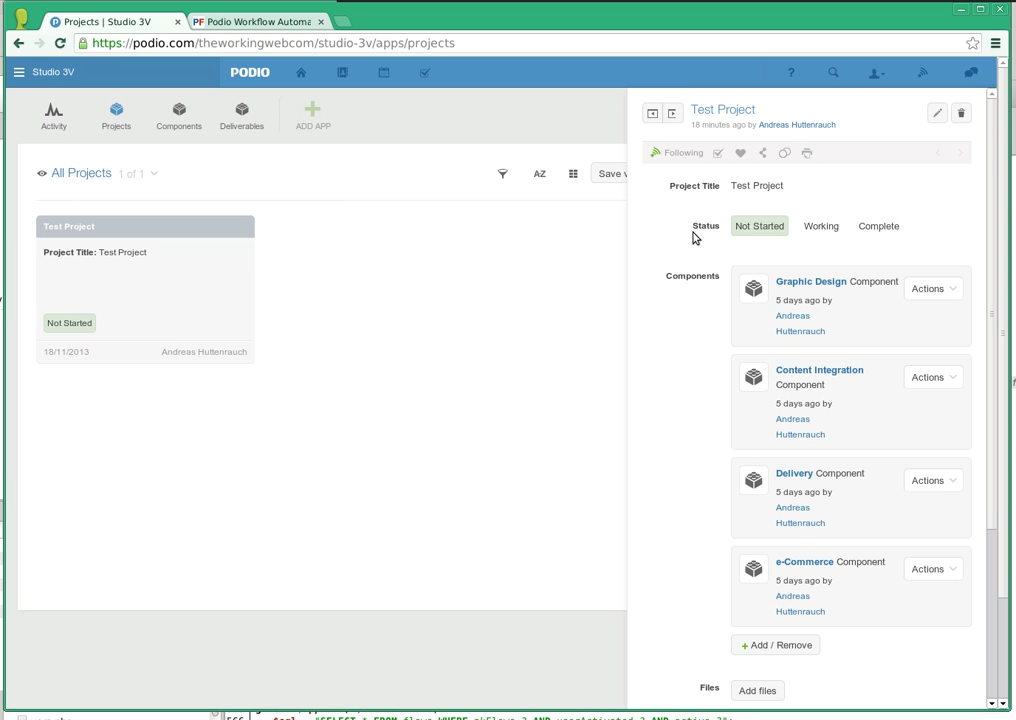 Projects | Studio 3V
Podio Workflow Automa
https://podio.com/theworkingwebcom/studio-3v/apps/projects
Studio 3V
PODIO
?
Activity
Projects
Components
Deliverables
ADD APP
All Projects 1 of 1
AZ
Save v
Test Project
Project Title: Test Project
Not Started
18/11/2013 Andreas Huttenrauch
Test Project
18 minutes ago by Andreas Huttenrauch
Following
Project Title Test Project
Status Not Started Working Complete
Components
Graphic Design Component
5 days ago by
Andreas
Huttenrauch
Actions
Content Integration
Component
5 days ago by
Andreas
Huttenrauch
Actions
Delivery Component
5 days ago by
Andreas
Huttenrauch
Actions
e-Commerce Component
5 days ago by
Andreas
Huttenrauch
Actions
+ Add / Remove
Files Add files